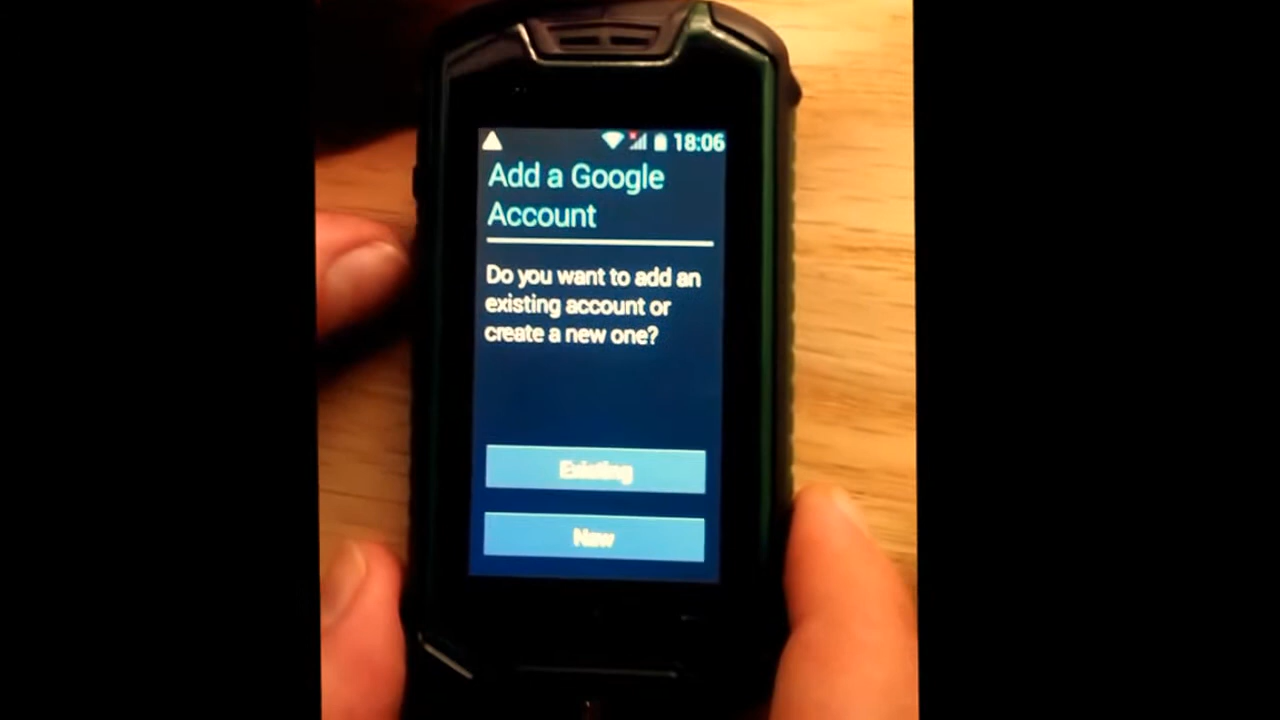 18:06
Add a Google
Account
Do you want to add an
existing account or
create a new one?
Existing
New